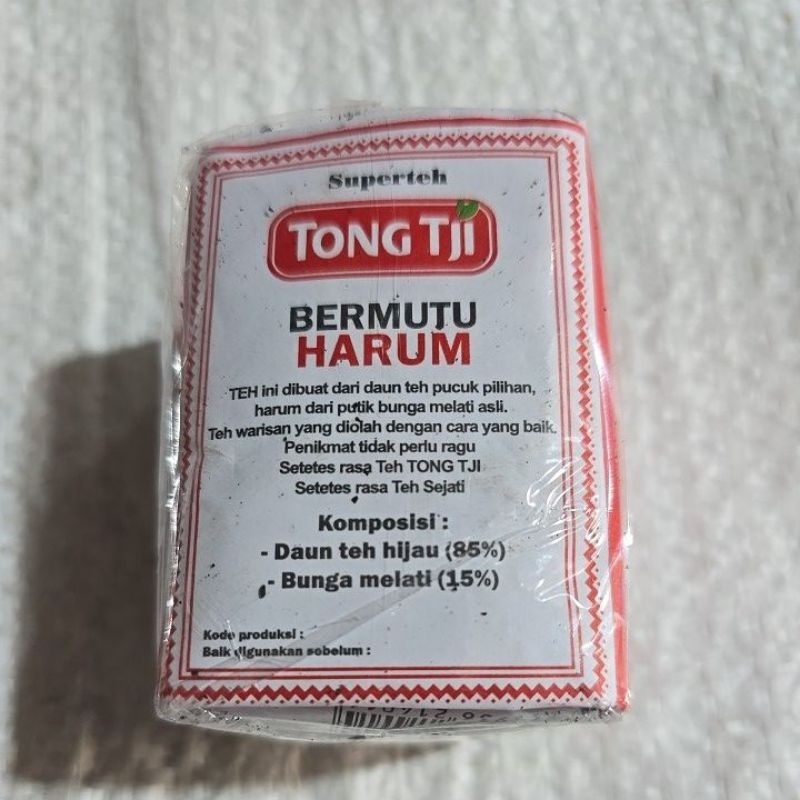 Superteh
TONG TJI
BERMUTU
HARUM
TEH ini dibuat dari daun teh pucuk pilihan,
harum dari putik bunga melati asli.
Teh warisan yang diolah dengan cara yang baik.
Penikmat tidak perlu ragu
Setetes rasa Teh TONG TJI
Setetes rasa Teh Sejati
Komposisi :
- Daun teh hijau (85%)
- Bunga melati (15%)
Kode produksi :
Baik digunakan sebelum :